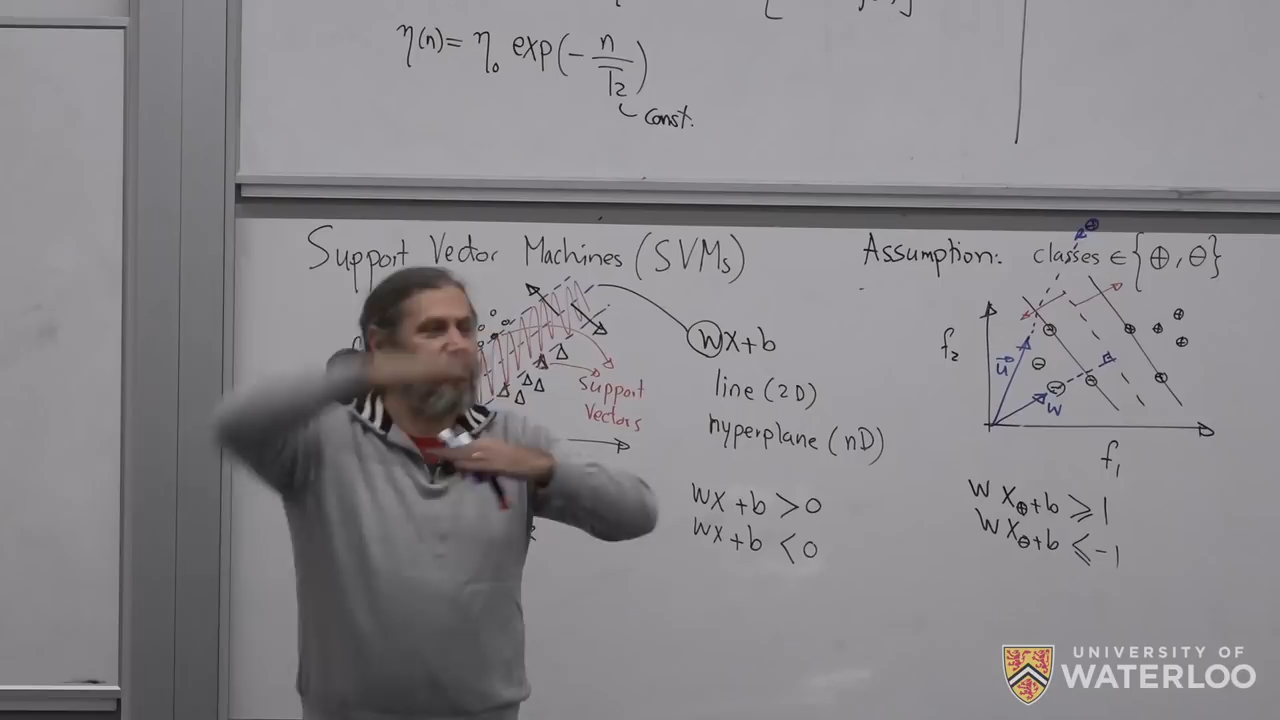 η(n) = η₀ exp(- n/τ₂)
const.
Support Vector Machines (SVMs)
wx+b
Support
Vectors
line (2D)
hyperplane (nD)
wx+b > 0
wx+b < 0
Assumption: classes ∈ {⊕, ⊖}
f₂
u
w
f₁
w x⊕+b ⩾ 1
w x⊖+b ⩽ -1
UNIVERSITY OF
WATERLOO